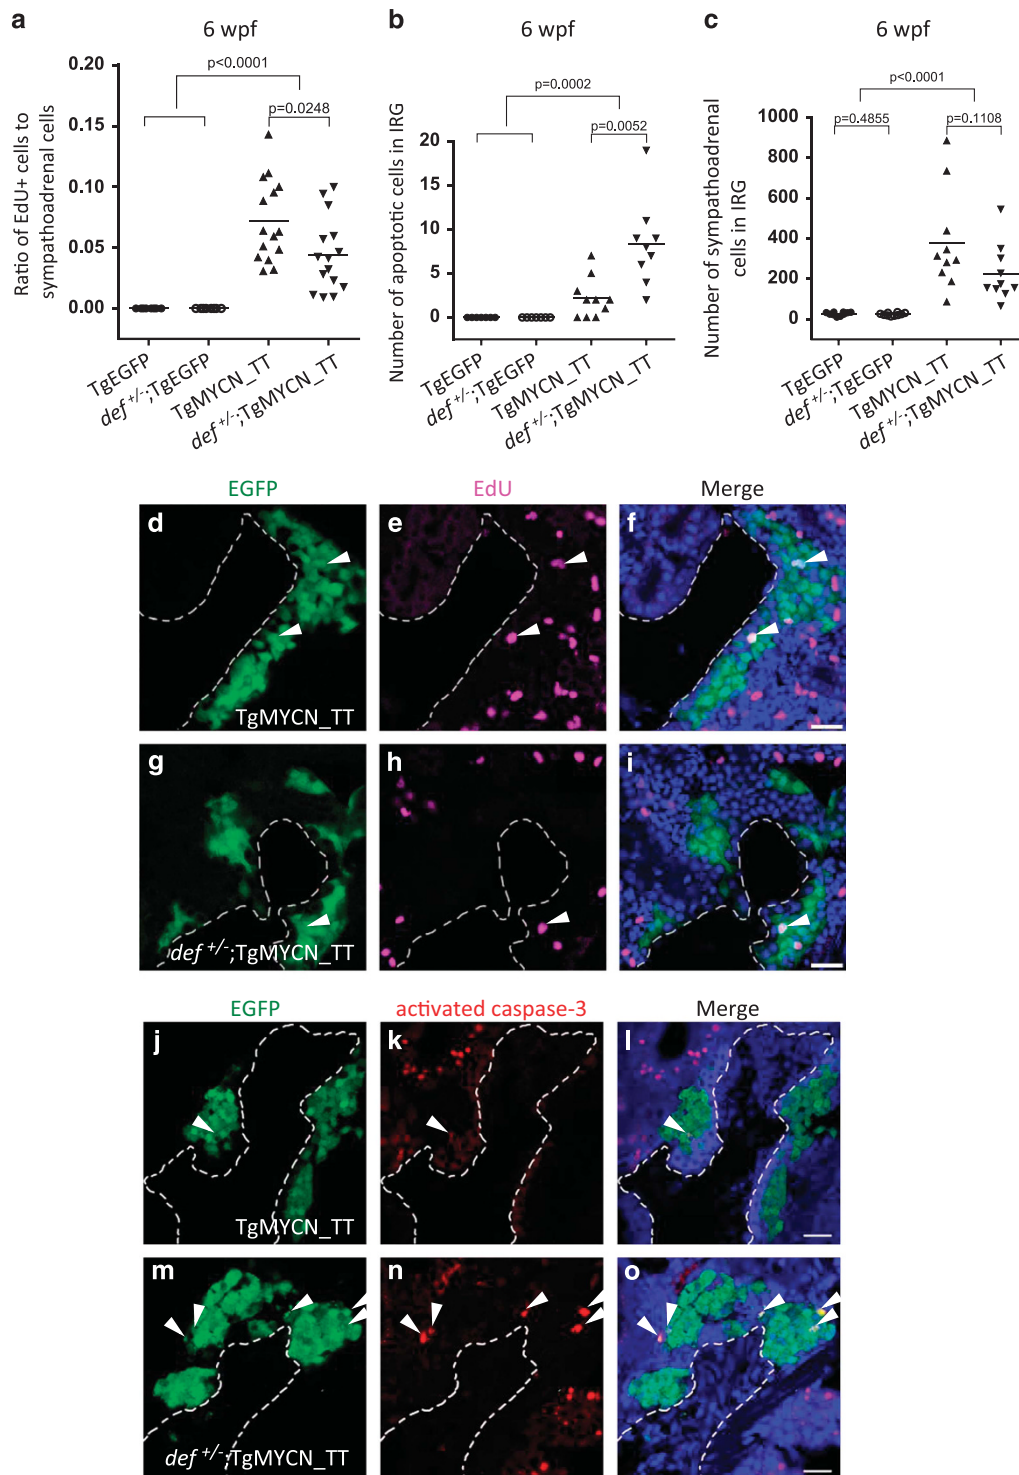 a
6 wpf
p<0.0001
p=0.0248
0.20
0.15
0.10
0.05
0.00
Ratio of EdU+ cells to
sympathoadrenal cells
TgEGFP
def+/-;TgEGFP
TgMYCN_TT
def+/-;TgMYCN_TT
b
6 wpf
p=0.0002
p=0.0052
20
15
10
5
0
Number of apoptotic cells in IRG
TgEGFP
def+/-;TgEGFP
TgMYCN_TT
def+/-;TgMYCN_TT
c
6 wpf
p<0.0001
p=0.4855
p=0.1108
1000
800
600
400
200
0
Number of sympathoadrenal
cells in IRG
TgEGFP
def+/-;TgEGFP
TgMYCN_TT
def+/-;TgMYCN_TT
EGFP
EdU
Merge
d
TgMYCN_TT
e
f
g
def+/-;TgMYCN_TT
h
i
EGFP
activated caspase-3
Merge
j
TgMYCN_TT
k
l
m
def+/-;TgMYCN_TT
n
o